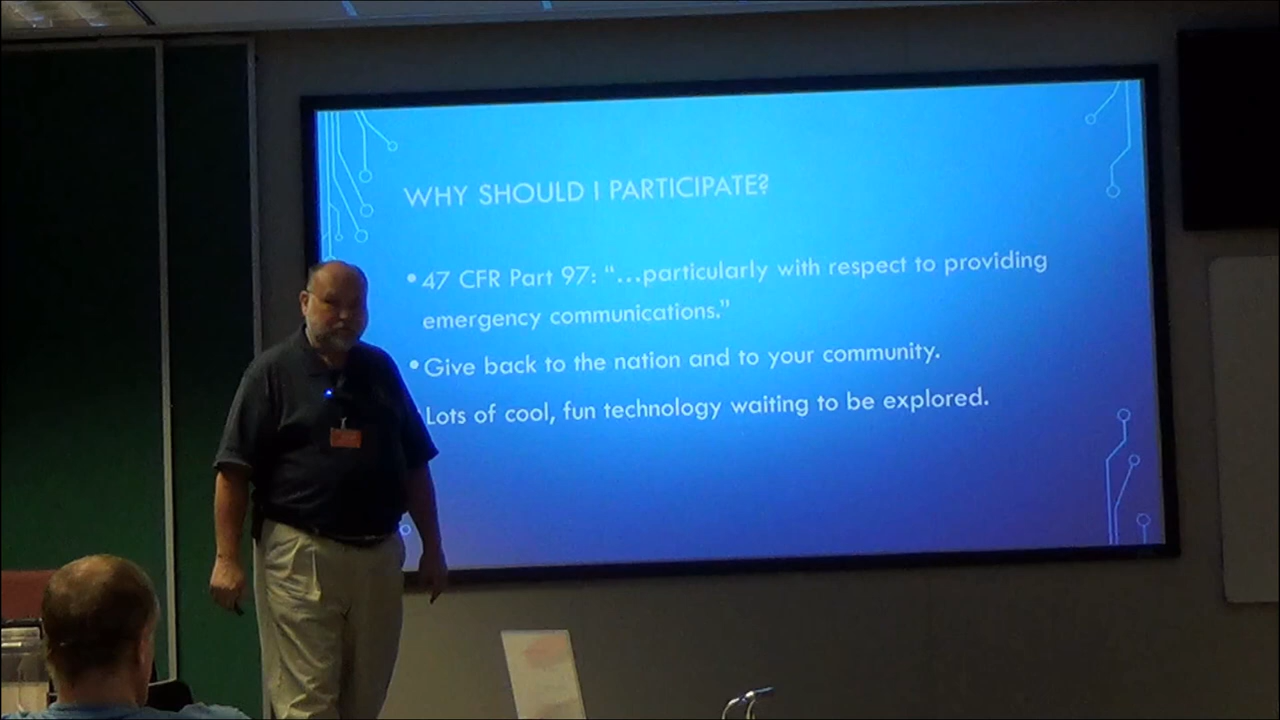 WHY SHOULD I PARTICIPATE?
• 47 CFR Part 97: “...particularly with respect to providing
emergency communications.”
• Give back to the nation and to your community.
Lots of cool, fun technology waiting to be explored.